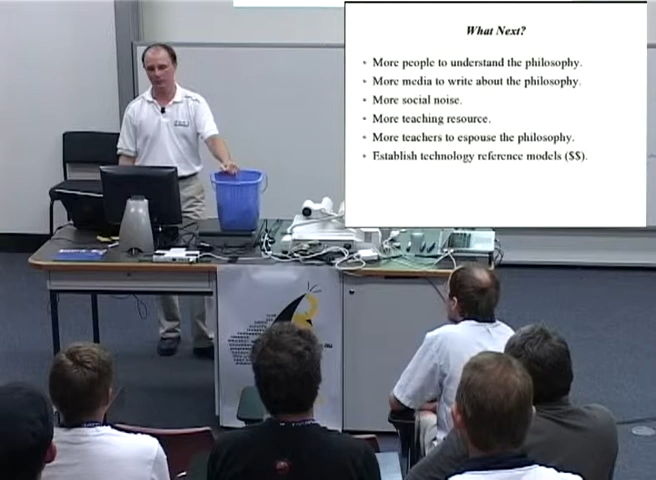 What Next?
• More people to understand the philosophy.
• More media to write about the philosophy.
• More social noise.
• More teaching resource.
• More teachers to espouse the philosophy.
• Establish technology reference models ($$).